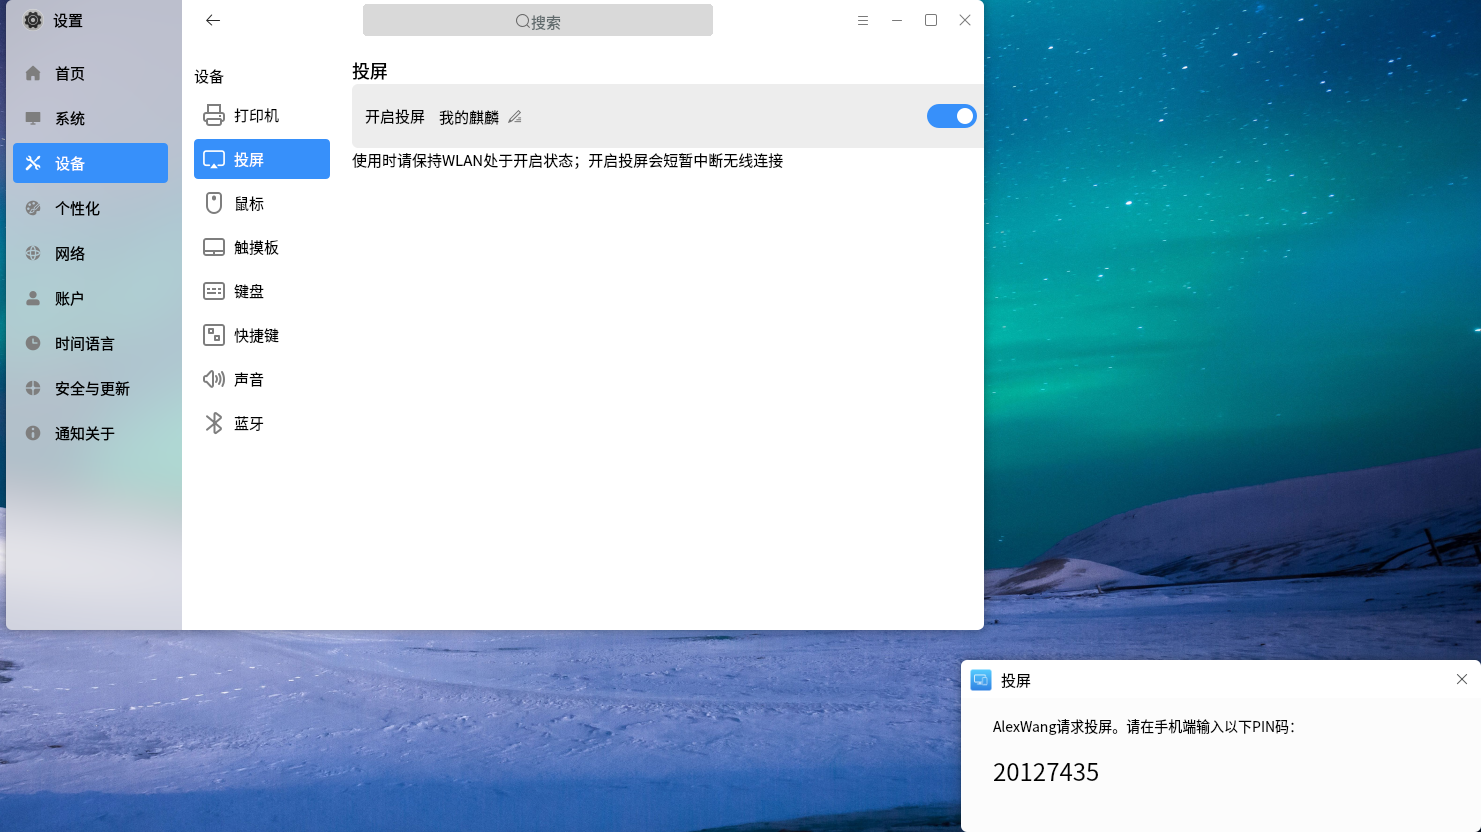 设置
搜索
首页
系统
设备
个性化
网络
账户
时间语言
安全与更新
通知关于
设备
打印机
投屏
鼠标
触摸板
键盘
快捷键
声音
蓝牙
投屏
开启投屏 我的麒麟
使用时请保持WLAN处于开启状态；开启投屏会短暂中断无线连接
投屏
AlexWang请求投屏。请在手机端输入以下PIN码：
20127435